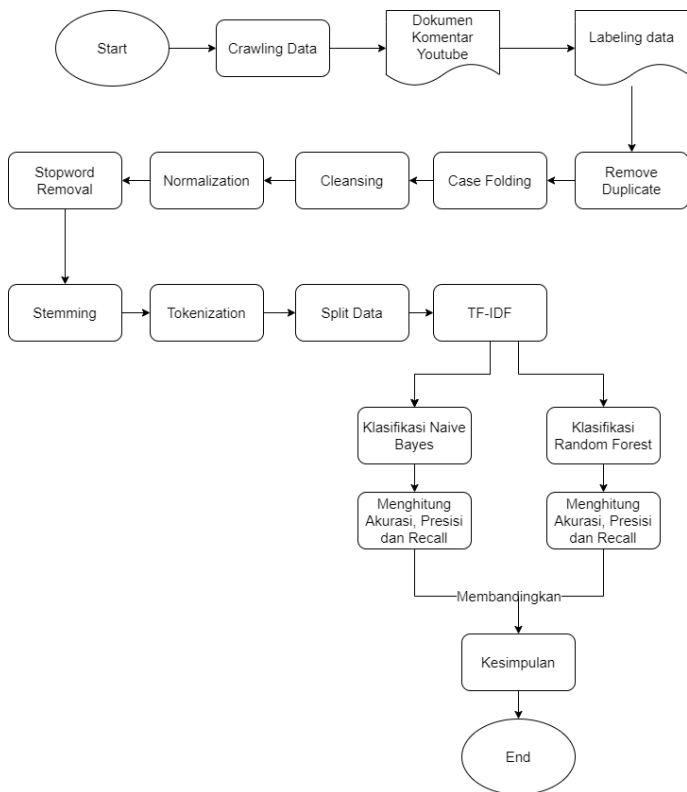 Start
Crawling Data
Dokumen
Komentar
Youtube
Labeling data
Stopword
Removal
Normalization
Cleansing
Case Folding
Remove
Duplicate
Stemming
Tokenization
Split Data
TF-IDF
Klasifikasi Naive
Bayes
Klasifikasi
Random Forest
Menghitung
Akurasi, Presisi
dan Recall
Menghitung
Akurasi, Presisi
dan Recall
Membandingkan
Kesimpulan
End